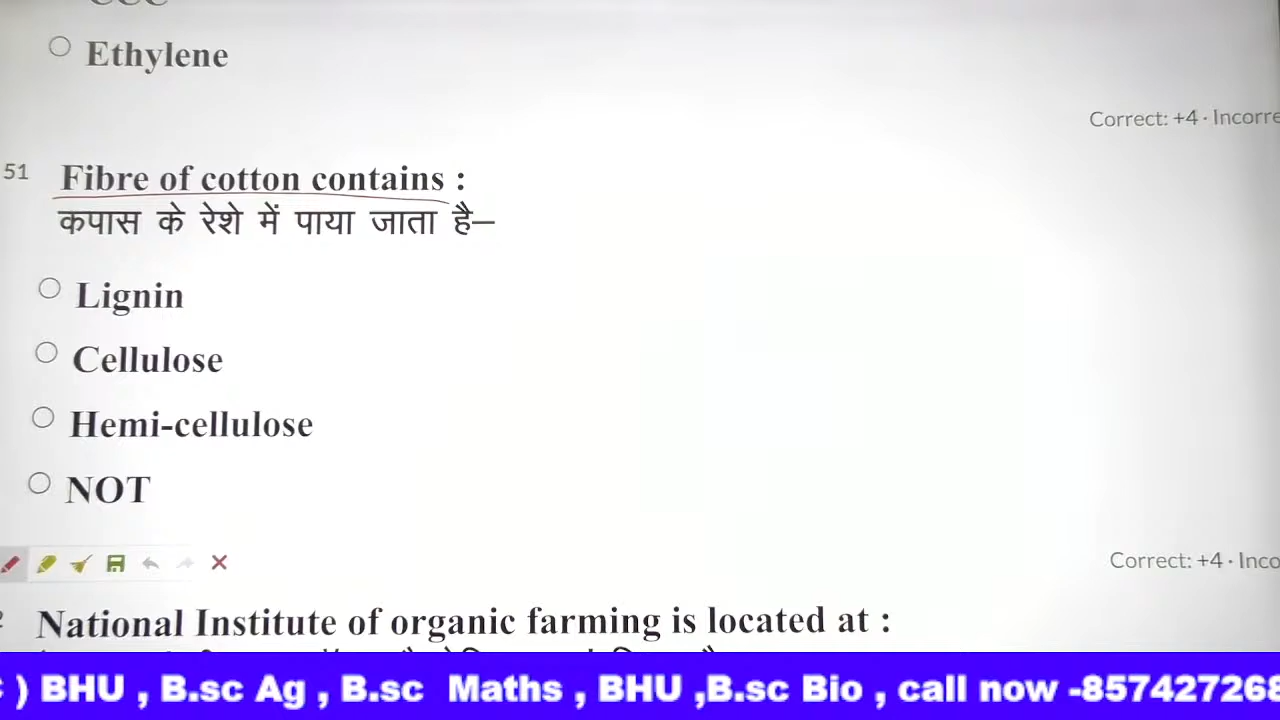 Ethylene
Correct: +4 · Incorre
51 Fibre of cotton contains :
कपास के रेशे में पाया जाता है–
Lignin
Cellulose
Hemi-cellulose
NOT
Correct: +4 · Inco
National Institute of organic farming is located at :
) BHU , B.sc Ag , B.sc Maths , BHU ,B.sc Bio , call now -857427268